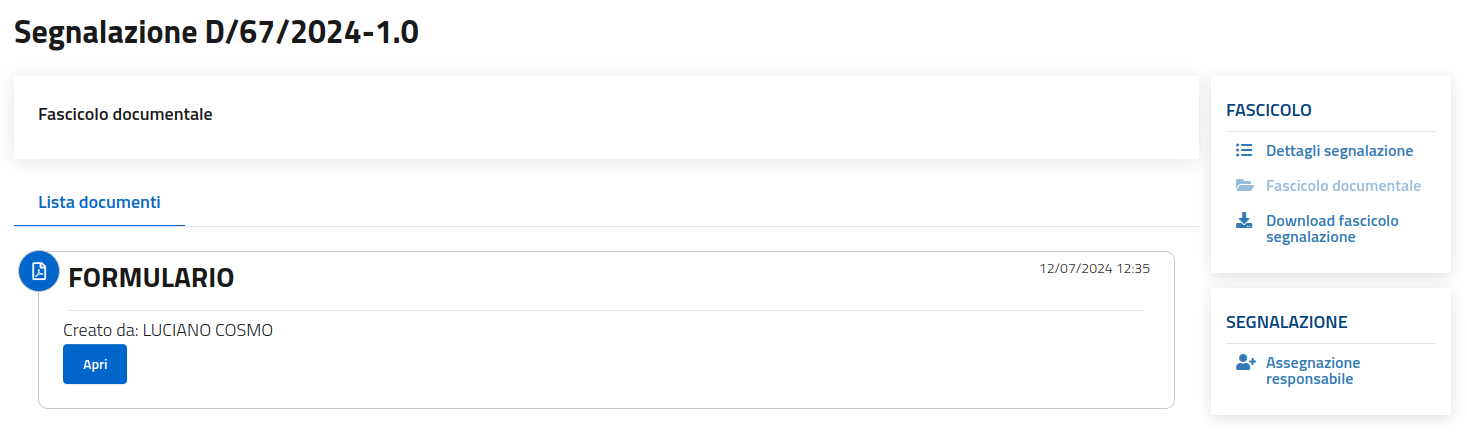 Segnalazione D/67/2024-1.0
Fascicolo documentale
Lista documenti
FORMULARIO
12/07/2024 12:35
Creato da: LUCIANO COSMO
Apri
FASCICOLO
Dettagli segnalazione
Fascicolo documentale
Download fascicolo
segnalazione
SEGNALAZIONE
Assegnazione
responsabile